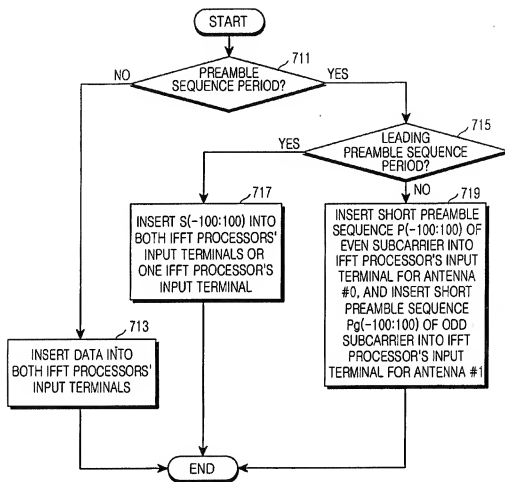 START
711
PREAMBLE
SEQUENCE PERIOD?
NO
YES
715
LEADING
PREAMBLE SEQUENCE
PERIOD?
YES
NO
717
INSERT S(-100:100) INTO
BOTH IFFT PROCESSORS'
INPUT TERMINALS OR
ONE IFFT PROCESSOR'S
INPUT TERMINAL
719
INSERT SHORT PREAMBLE
SEQUENCE P(-100:100) OF
EVEN SUBCARRIER INTO
IFFT PROCESSOR'S INPUT
TERMINAL FOR ANTENNA
#0, AND INSERT SHORT
PREAMBLE SEQUENCE
Pg(-100:100) OF ODD
SUBCARRIER INTO IFFT
PROCESSOR'S INPUT
TERMINAL FOR ANTENNA #1
713
INSERT DATA INTO
BOTH IFFT PROCESSORS'
INPUT TERMINALS
END